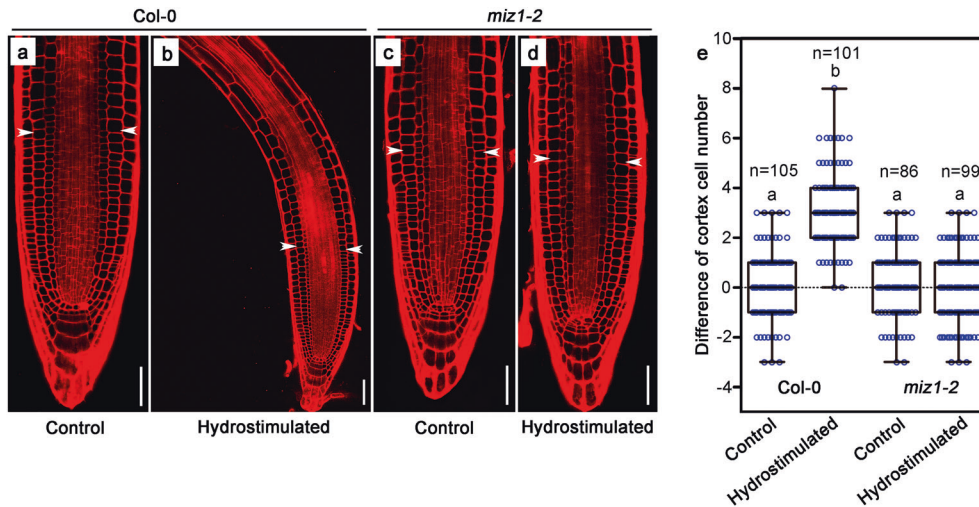 Col-0
miz1-2
a
b
c
d
Control
Hydrostimulated
Control
Hydrostimulated
e
Difference of cortex cell number
10
8
6
4
2
0
-2
-4
n=105
a
n=101
b
n=86
a
n=99
a
Col-0
miz1-2
Control
Hydrostimulated
Control
Hydrostimulated